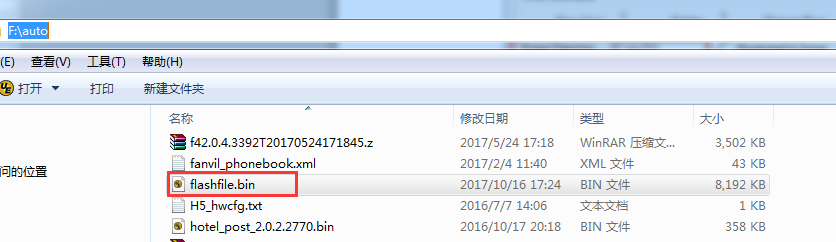 F:\auto
(E) 查看(V) 工具(T) 帮助(H)
打开 打印 新建文件夹
名称 修改日期 类型 大小
f42.0.4.3392T20170524171845.z 2017/5/24 17:18 WinRAR 压缩文... 3,502 KB
问的位置
fanvil_phonebook.xml 2017/2/4 11:40 XML 文件 43 KB
flashfile.bin 2017/10/16 17:24 BIN 文件 8,192 KB
H5_hwcfg.txt 2016/7/7 14:06 文本文档 1 KB
hotel_post_2.0.2.2770.bin 2016/10/17 20:18 BIN 文件 358 KB